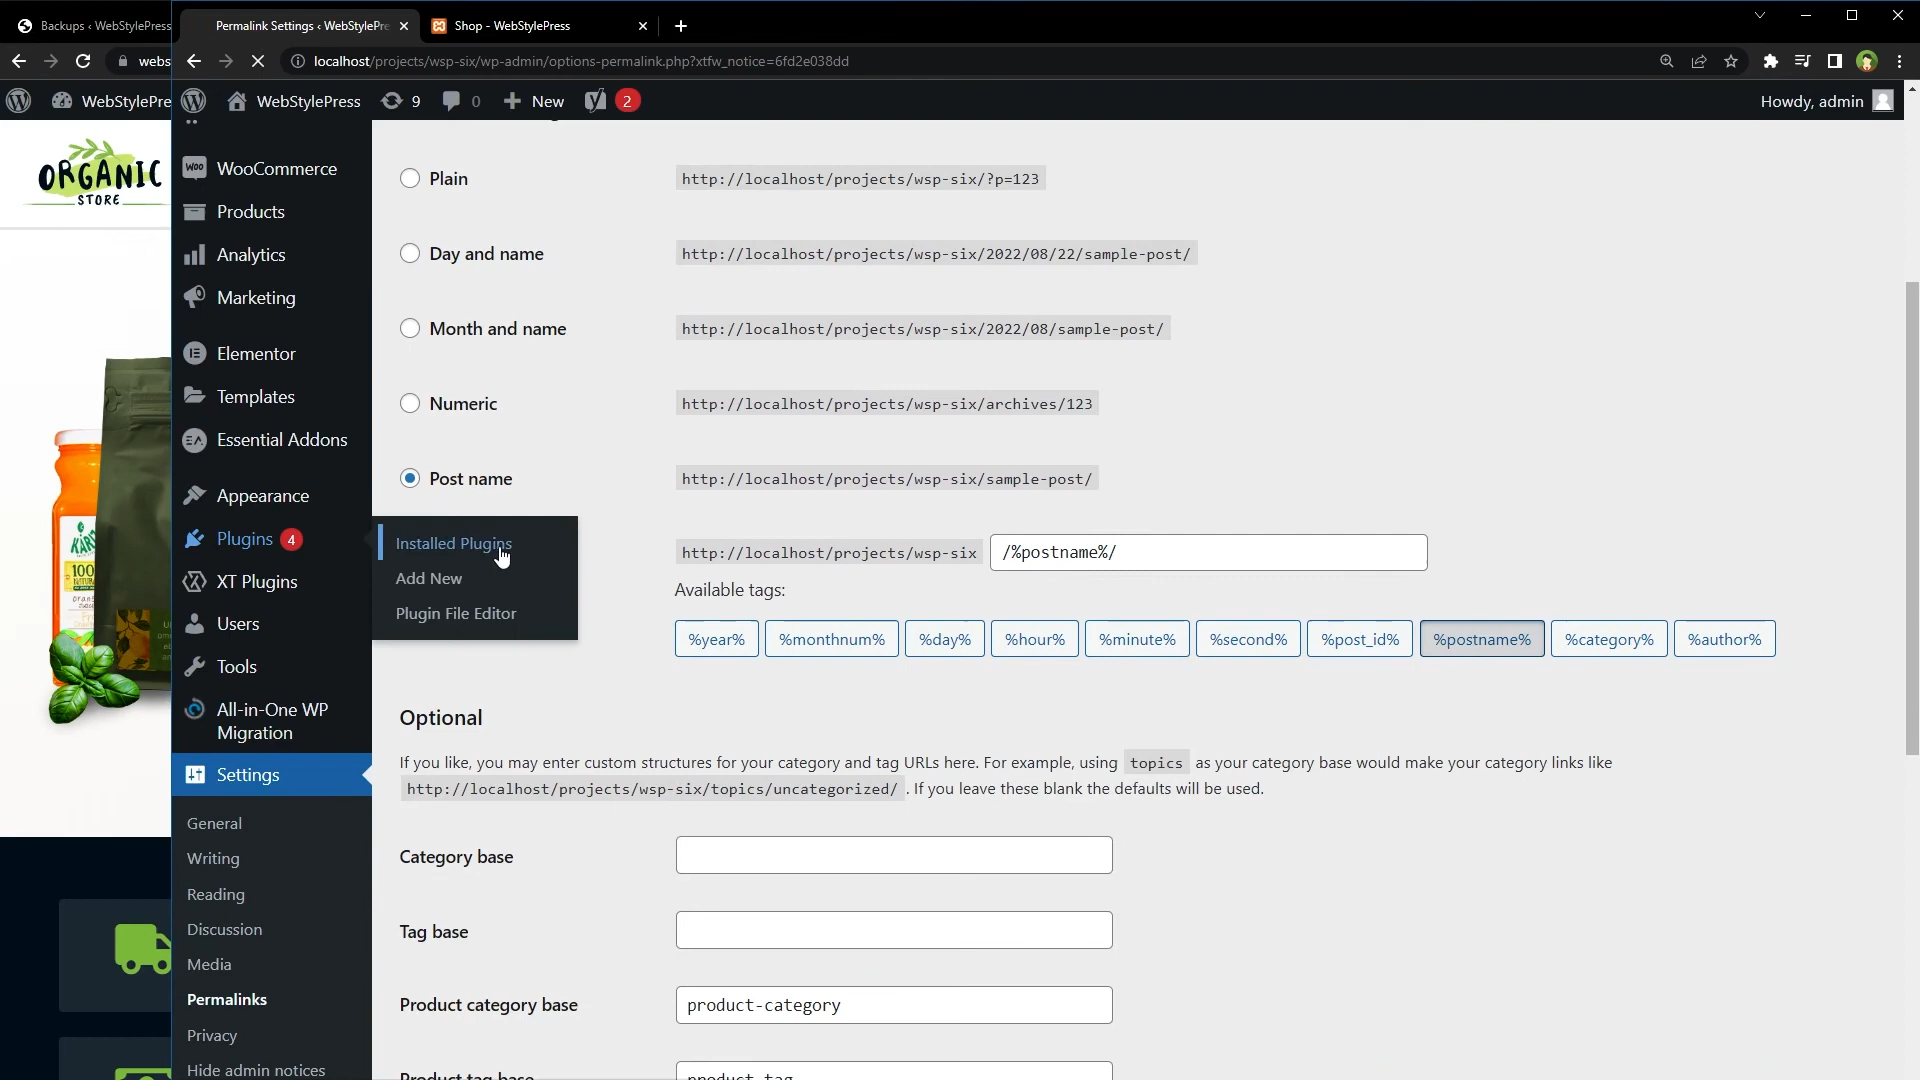 Backups ‹ WebStylePress
Permalink Settings ‹ WebStylePre
Shop - WebStylePress
webs
localhost/projects/wsp-six/wp-admin/options-permalink.php?xtfw_notice=6fd2e038dd
WebStylePre
WebStylePress
9
0
New
2
Howdy, admin
ORGANIC
STORE
WooCommerce
Products
Analytics
Marketing
Elementor
Templates
Essential Addons
Appearance
Plugins 4
XT Plugins
Users
Tools
All-in-One WP
Migration
Settings
General
Writing
Reading
Discussion
Media
Permalinks
Privacy
Hide admin notices
Installed Plugins
Add New
Plugin File Editor
Plain
http://localhost/projects/wsp-six/?p=123
Day and name
http://localhost/projects/wsp-six/2022/08/22/sample-post/
Month and name
http://localhost/projects/wsp-six/2022/08/sample-post/
Numeric
http://localhost/projects/wsp-six/archives/123
Post name
http://localhost/projects/wsp-six/sample-post/
http://localhost/projects/wsp-six /%postname%/
Available tags:
%year% %monthnum% %day% %hour% %minute% %second% %post_id% %postname% %category% %author%
Optional
If you like, you may enter custom structures for your category and tag URLs here. For example, using topics as your category base would make your category links like
http://localhost/projects/wsp-six/topics/uncategorized/ . If you leave these blank the defaults will be used.
Category base
Tag base
Product category base
product-category
Product tag base
product-tag